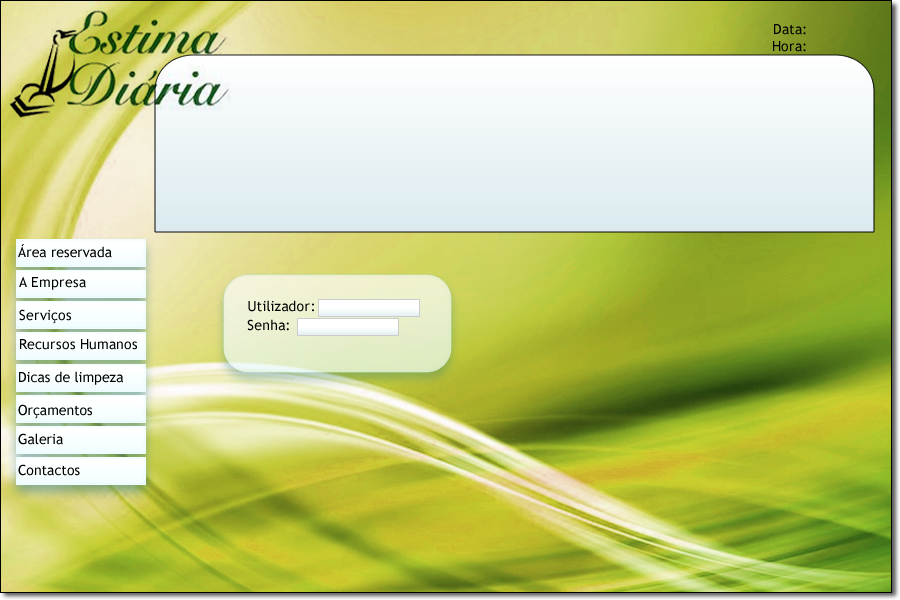 Estima
Diária
Data:
Hora:
Área reservada
A Empresa
Serviços
Recursos Humanos
Dicas de limpeza
Orçamentos
Galeria
Contactos
Utilizador:
Senha: